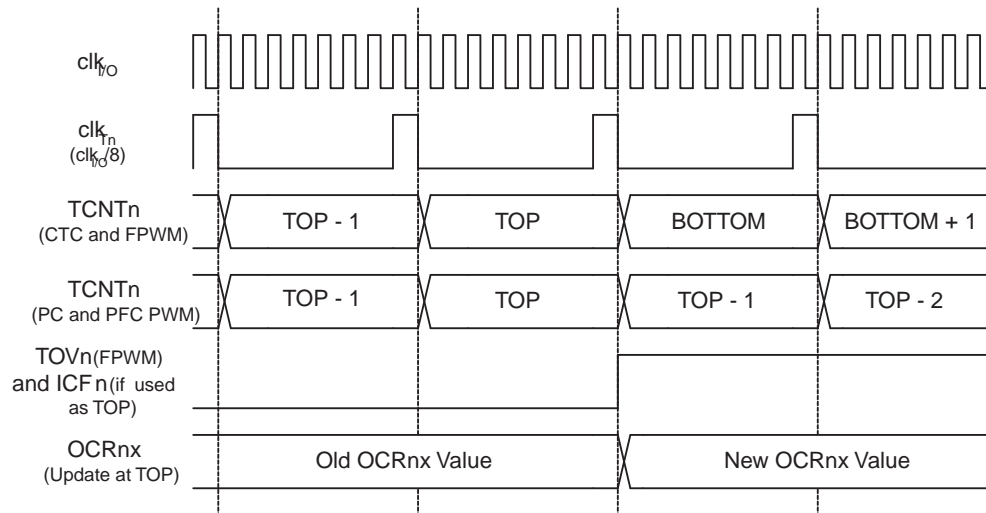 clkI/O
clkTn
(clkI/O/8)
TCNTn
(CTC and FPWM)
TOP - 1
TOP
BOTTOM
BOTTOM + 1
TCNTn
(PC and PFC PWM)
TOP - 1
TOP
TOP - 1
TOP - 2
TOVn(FPWM)
and ICFn(if used
as TOP)
OCRnx
(Update at TOP)
Old OCRnx Value
New OCRnx Value